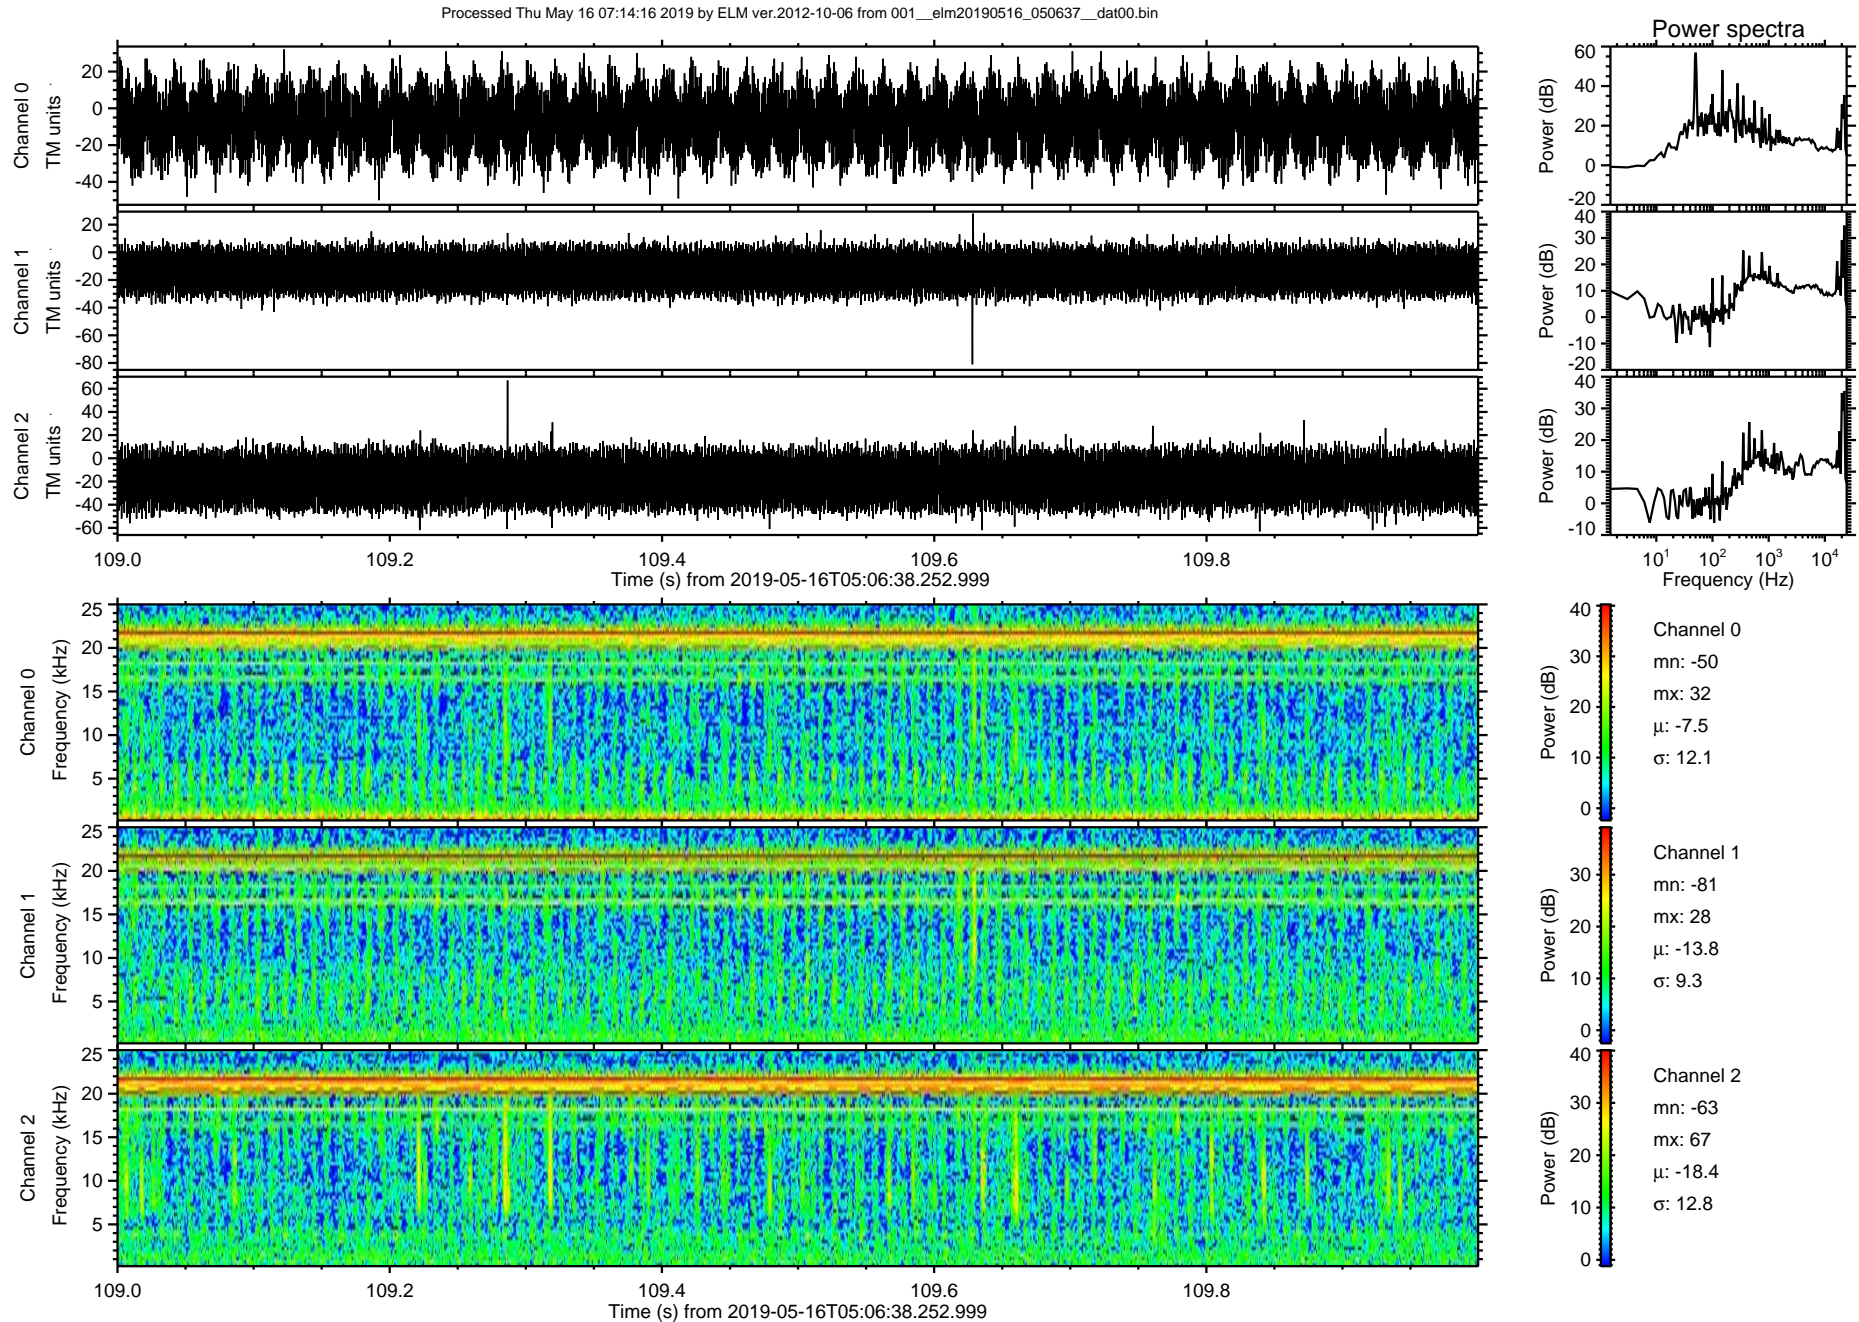 Processed Thu May 16 07:14:16 2019 by ELM ver.2012-10-06 from 001__elm20190516_050637__dat00.bin
Power spectra
Channel 0
TM units
20
0
-20
-40
Power (dB)
60
40
20
0
-20
Channel 1
TM units
20
0
-20
-40
-60
-80
Power (dB)
40
30
20
10
0
-10
-20
Channel 2
TM units
60
40
20
0
-20
-40
-60
Power (dB)
40
30
20
10
0
-10
109.0 109.2 109.4 109.6 109.8
Time (s) from 2019-05-16T05:06:38.252.999
10¹ 10² 10³ 10⁴
Frequency (Hz)
Channel 0
Frequency (kHz)
25
20
15
10
5
Power (dB)
40
30
20
10
0
Channel 0
mn: -50
mx: 32
μ: -7.5
σ: 12.1
Channel 1
Frequency (kHz)
25
20
15
10
5
Power (dB)
30
20
10
0
Channel 1
mn: -81
mx: 28
μ: -13.8
σ: 9.3
Channel 2
Frequency (kHz)
25
20
15
10
5
Power (dB)
40
30
20
10
0
Channel 2
mn: -63
mx: 67
μ: -18.4
σ: 12.8
109.0 109.2 109.4 109.6 109.8
Time (s) from 2019-05-16T05:06:38.252.999